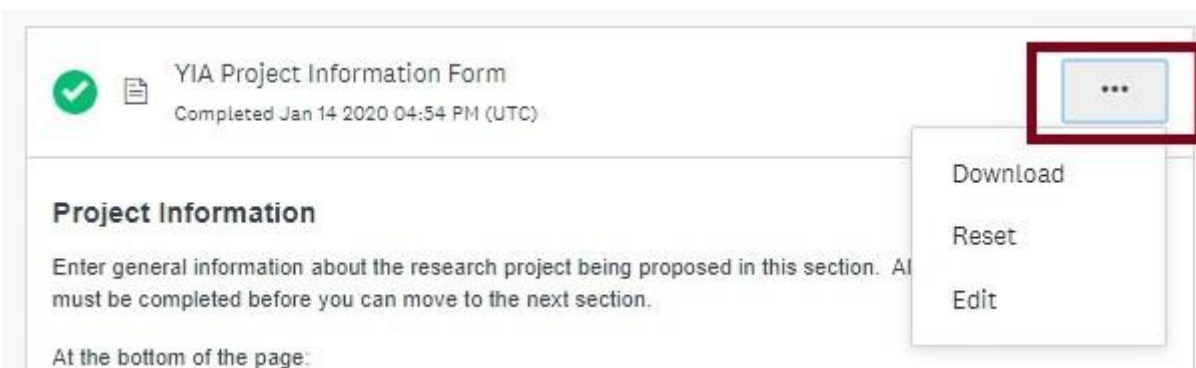 YIA Project Information Form
Completed Jan 14 2020 04:54 PM (UTC)
...
Download
Reset
Edit
Project Information
Enter general information about the research project being proposed in this section.
must be completed before you can move to the next section.
At the bottom of the page: